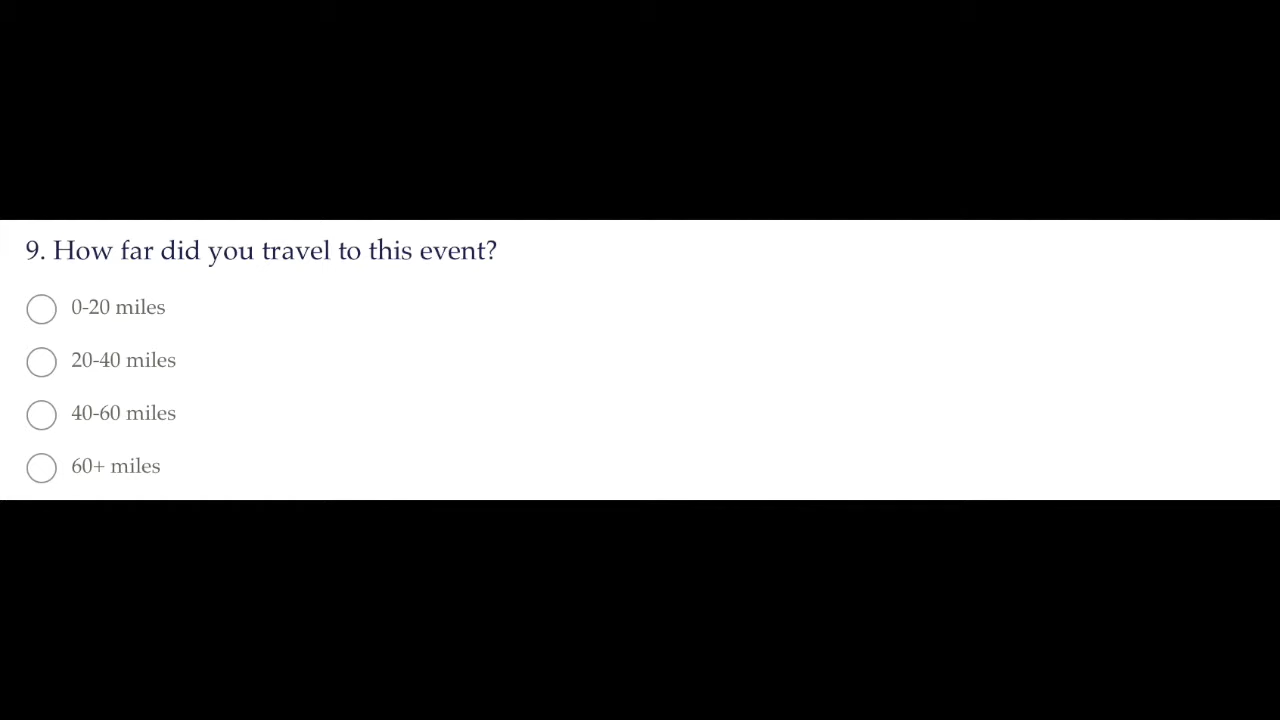 9. How far did you travel to this event?
0-20 miles
20-40 miles
40-60 miles
60+ miles